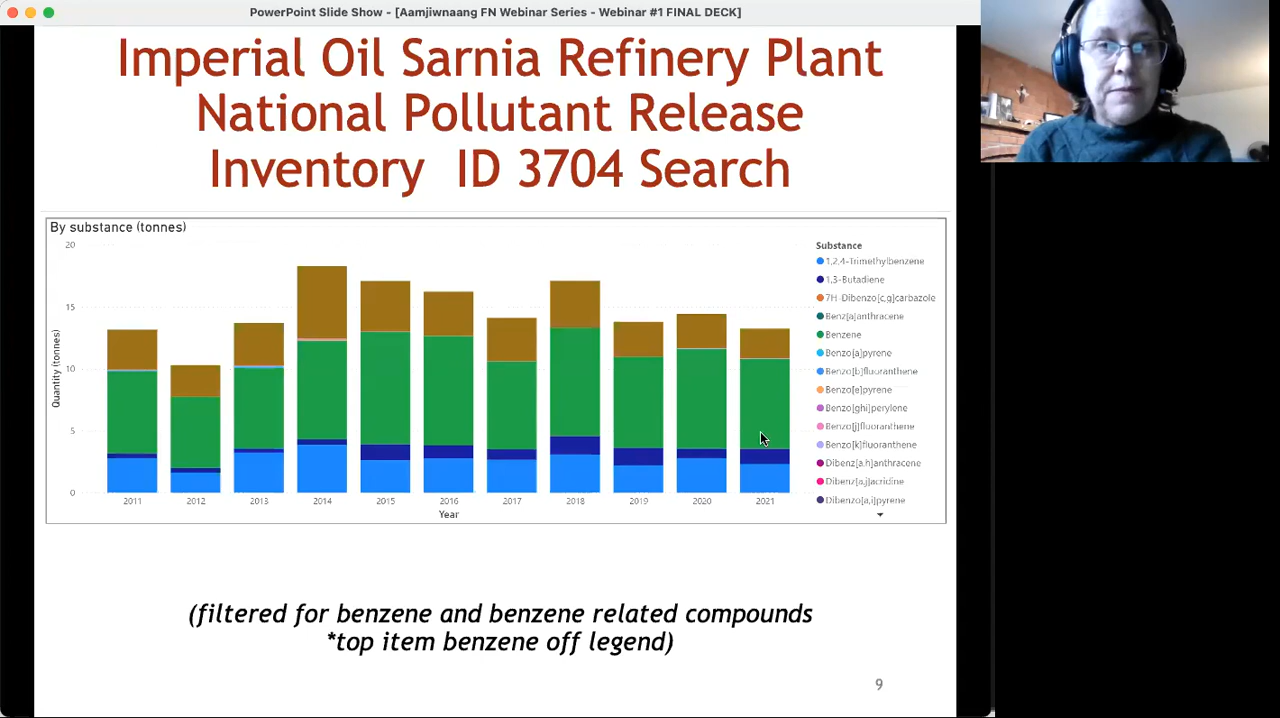 PowerPoint Slide Show - [Aamjiwnaang FN Webinar Series - Webinar #1 FINAL DECK]
Imperial Oil Sarnia Refinery Plant
National Pollutant Release
Inventory ID 3704 Search
By substance (tonnes)
20
15
10
5
0
Quantity (tonnes)
2011 2012 2013 2014 2015 2016 2017 2018 2019 2020 2021
Year
Substance
1,2,4-Trimethylbenzene
1,3-Butadiene
7H-Dibenzo[c,g]carbazole
Benz[a]anthracene
Benzene
Benzo[a]pyrene
Benzo[b]fluoranthene
Benzo[e]pyrene
Benzo[ghi]perylene
Benzo[j]fluoranthene
Benzo[k]fluoranthene
Dibenz[a,h]anthracene
Dibenz[a,j]acridine
Dibenzo[a,i]pyrene
(filtered for benzene and benzene related compounds
*top item benzene off legend)
9